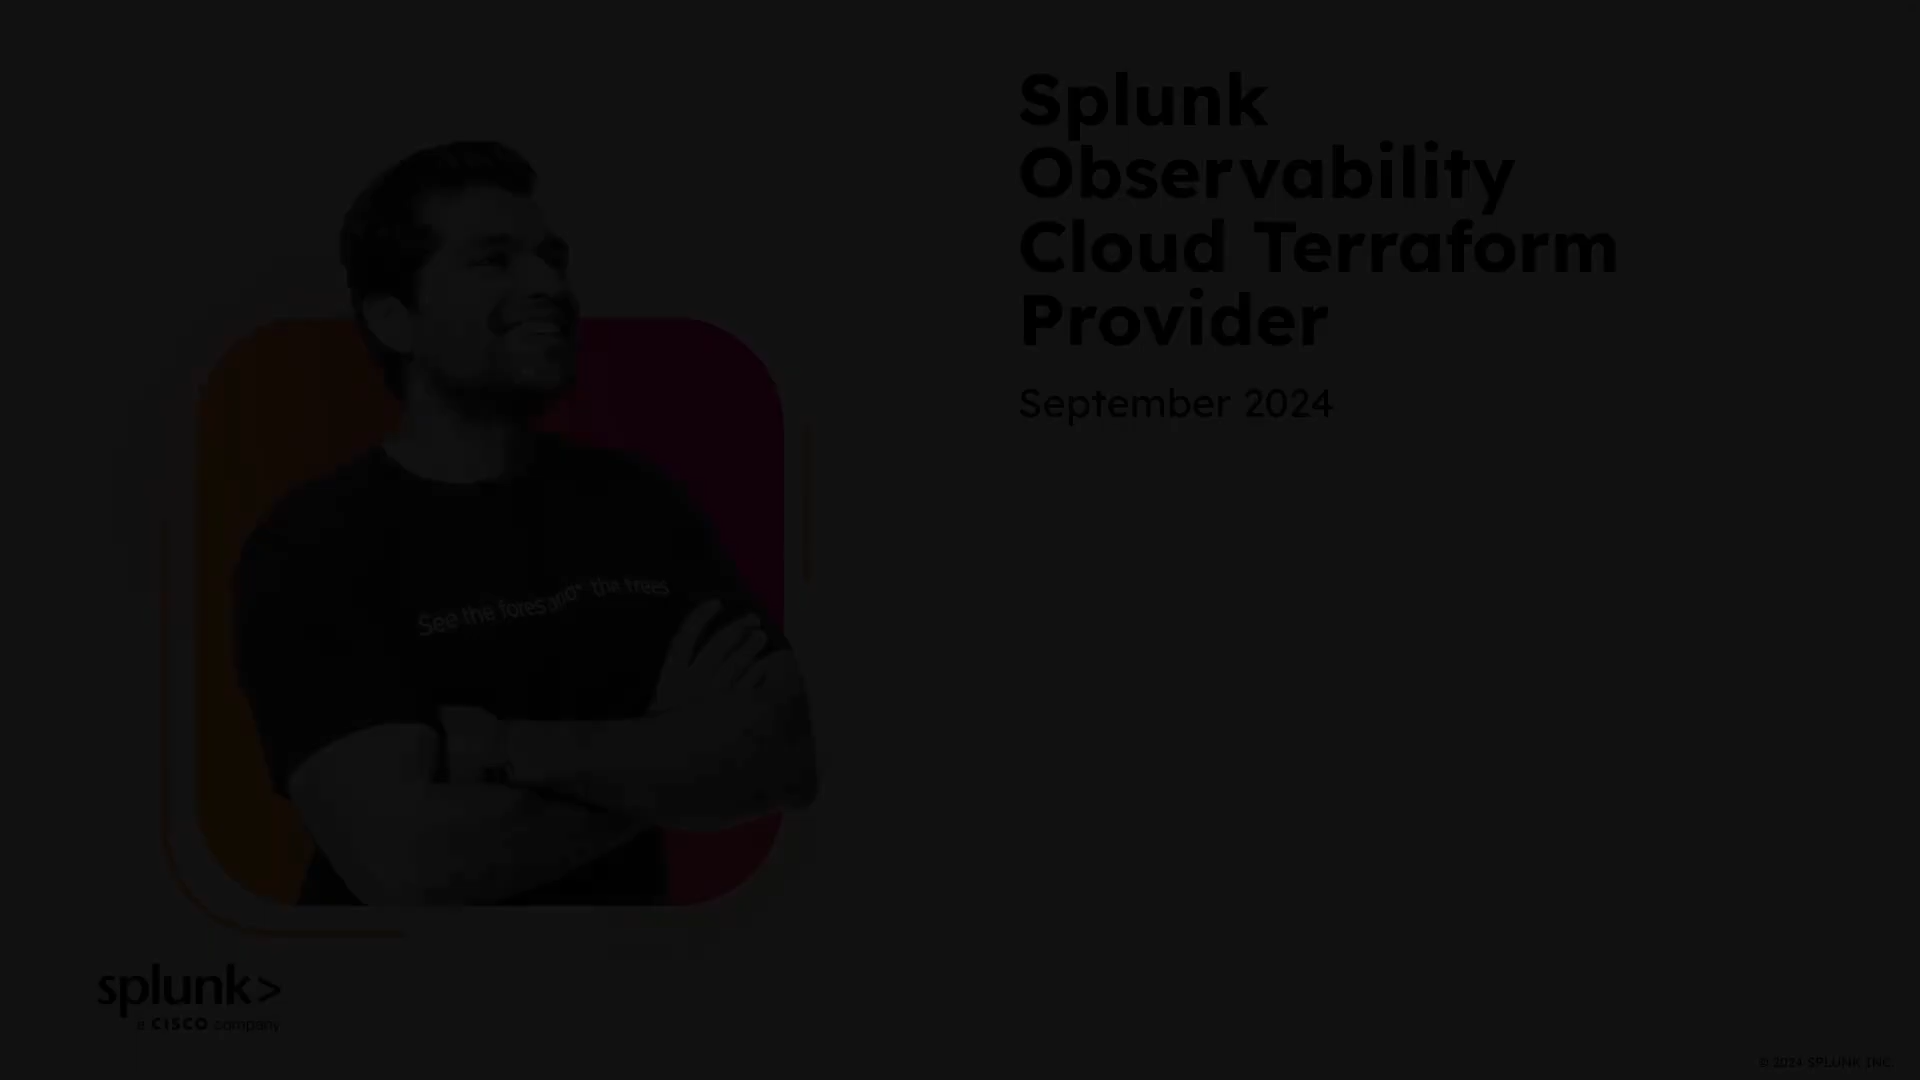 Splunk
Observability
Cloud Terraform
Provider
September 2024
See the forest and the trees
splunk>
a CISCO company
© 2024 SPLUNK INC.